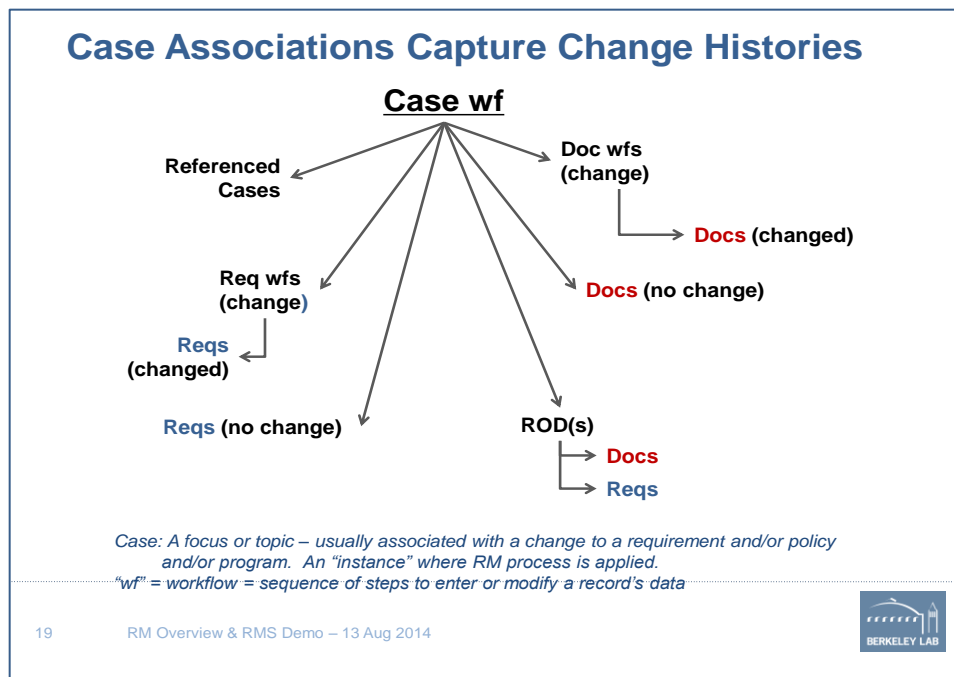 Case Associations Capture Change Histories
Case wf
Referenced
Cases
Doc wfs
(change)
Docs (changed)
Req wfs
(change)
Docs (no change)
Reqs
(changed)
Reqs (no change)
ROD(s)
Docs
Reqs
Case: A focus or topic – usually associated with a change to a requirement and/or policy
and/or program. An “instance” where RM process is applied.
“wf” = workflow = sequence of steps to enter or modify a record’s data
19 RM Overview & RMS Demo – 13 Aug 2014
BERKELEY LAB